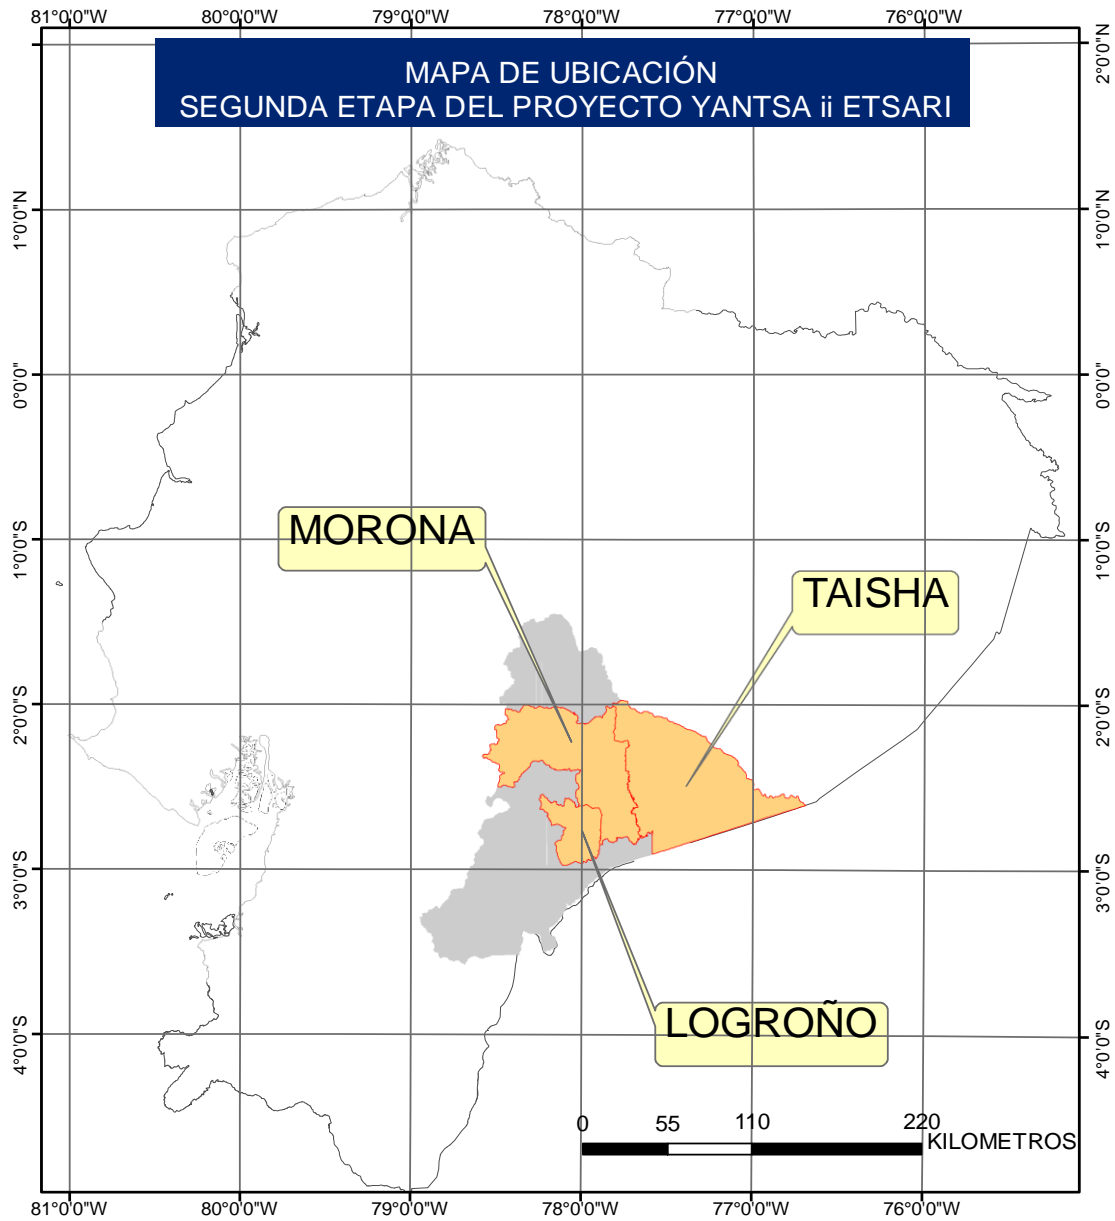 81°0'0"W 80°0'0"W 79°0'0"W 78°0'0"W 77°0'0"W 76°0'0"W
MAPA DE UBICACIÓN
SEGUNDA ETAPA DEL PROYECTO YANTSA ii ETSARI
2°0'0"N
1°0'0"N 1°0'0"N
0°0'0" 0°0'0"
MORONA
1°0'0"S 1°0'0"S
TAISHA
2°0'0"S 2°0'0"S
3°0'0"S 3°0'0"S
LOGROÑO
4°0'0"S 4°0'0"S
0 55 110 220
KILOMETROS
81°0'0"W 80°0'0"W 79°0'0"W 78°0'0"W 77°0'0"W 76°0'0"W